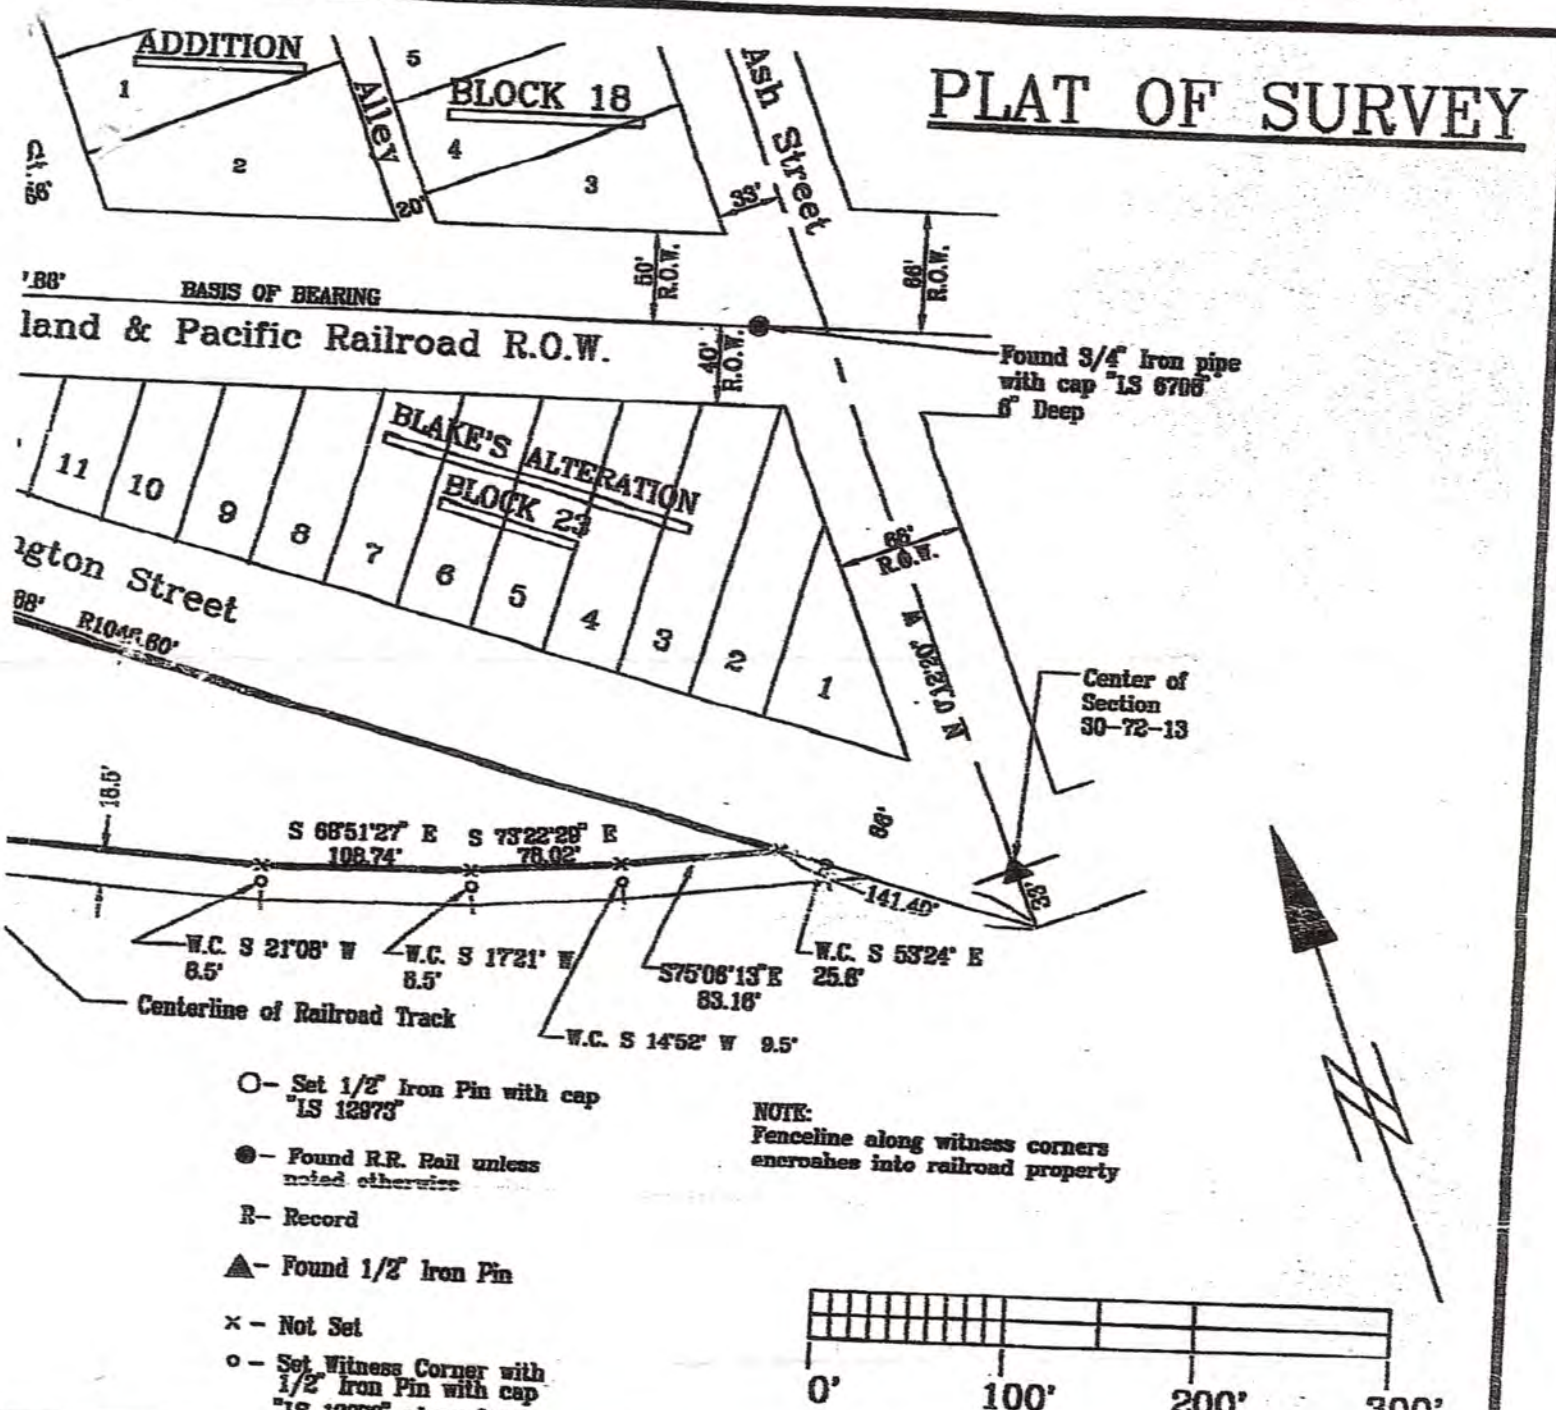 PLAT OF SURVEY
ADDITION
1
2
Alley
20'
5
BLOCK 18
4
3
Ash Street
33'
50'
R.O.W.
66'
R.O.W.
BASIS OF BEARING
land & Pacific Railroad R.O.W.
40'
R.O.W.
Found 3/4" Iron pipe
with cap "LS 6706"
6" Deep
BLAKE'S ALTERATION
BLOCK 23
11
10
9
8
7
6
5
4
3
2
1
66'
R.O.W.
N 0°12'20" W
ngton Street
R1046.60'
Center of
Section
30-72-13
18.5'
S 68°51'27" E
108.74'
S 73°22'29" E
78.02'
66'
141.40'
33'
W.C. S 21°08' W
8.5'
W.C. S 17°21' W
8.5'
S75°06'13"E
83.16'
W.C. S 53°24' E
25.6'
Centerline of Railroad Track
W.C. S 14°52' W 9.5'
O- Set 1/2" Iron Pin with cap
"LS 12973"
●- Found R.R. Rail unless
noted otherwise
R- Record
▲- Found 1/2" Iron Pin
x - Not Set
o - Set Witness Corner with
1/2" Iron Pin with cap
NOTE:
Fenceline along witness corners
encroahes into railroad property
N
0'
100'
200'
300'